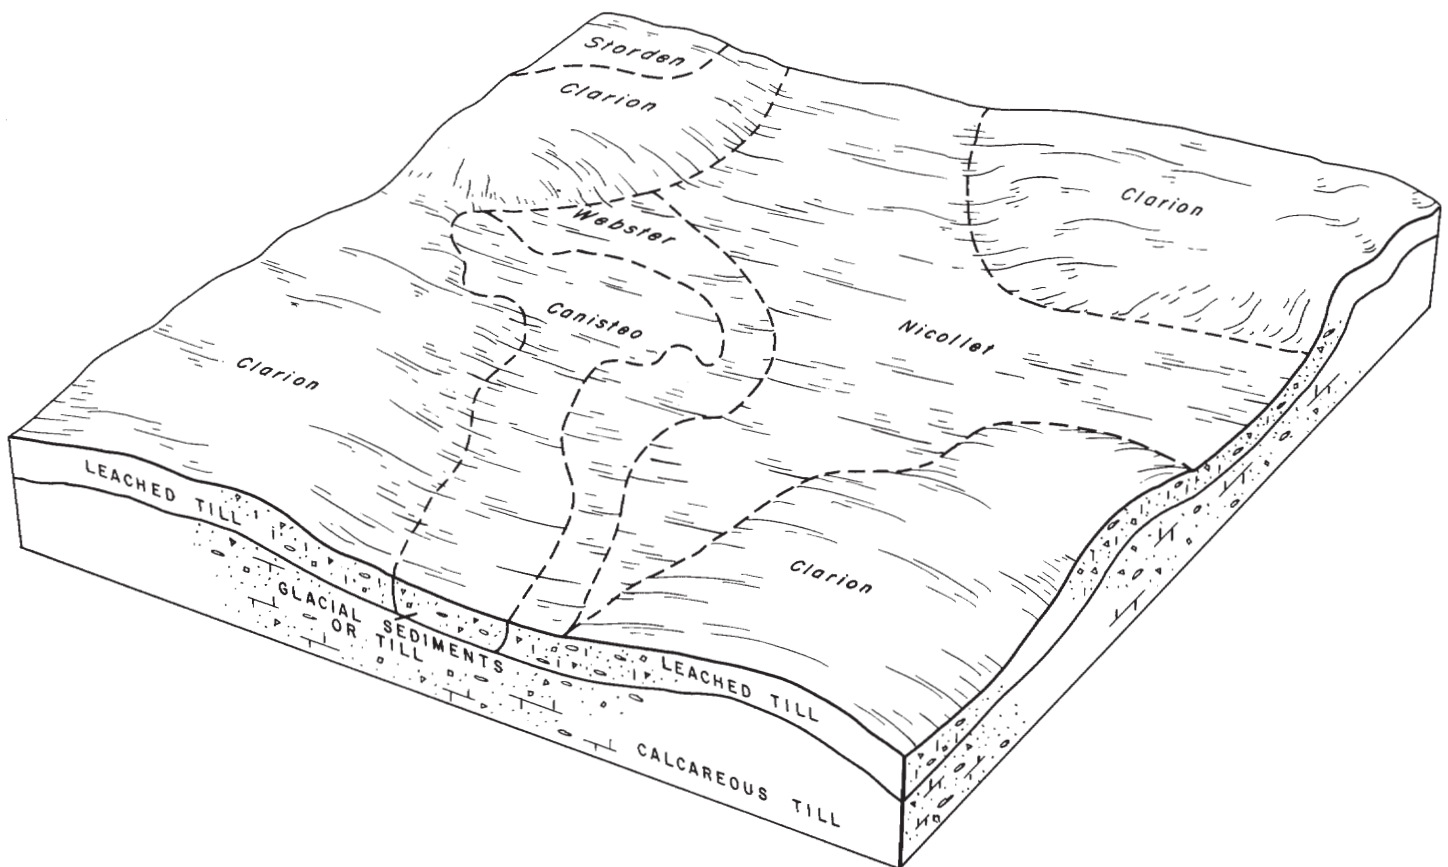 Storden
Clarion
Clarion
Webster
Canisteo
Nicollet
Clarion
Clarion
LEACHED TILL
GLACIAL SEDIMENTS
OR TILL
LEACHED TILL
CALCAREOUS TILL